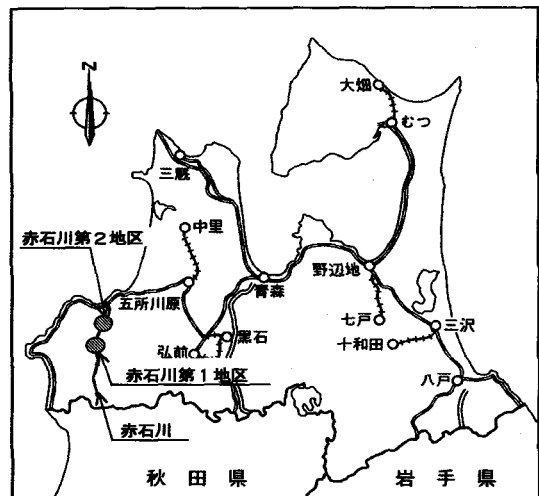 N
大畑
むつ
三厩
中里
赤石川第2地区
野辺地
青森
五所川原
七戸
三沢
黒石
十和田
弘前
赤石川第1地区
八戸
赤石川
秋田県
岩手県